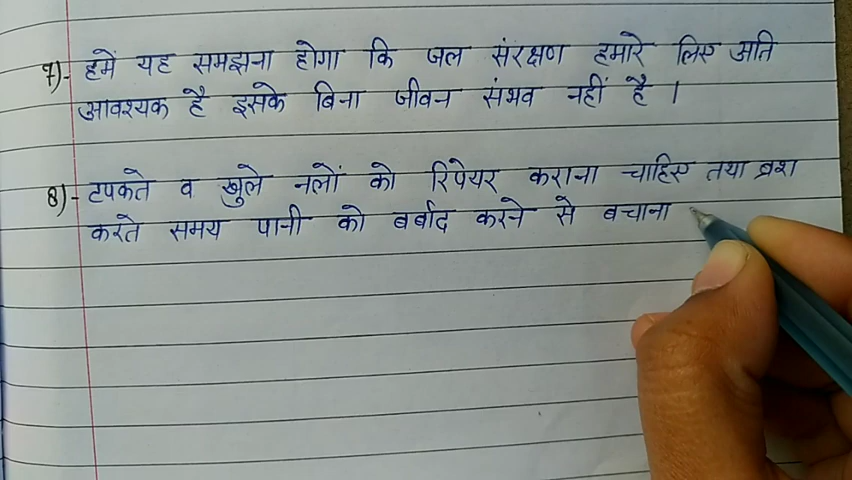 7)- हमें यह समझना होगा कि जल संरक्षण हमारे लिए अति
आवश्यक है इसके बिना जीवन संभव नहीं है ।
8)- टपकते व खुले नलों को रिपेयर कराना चाहिए तथा ब्रश
करते समय पानी को बर्बाद करने से बचाना